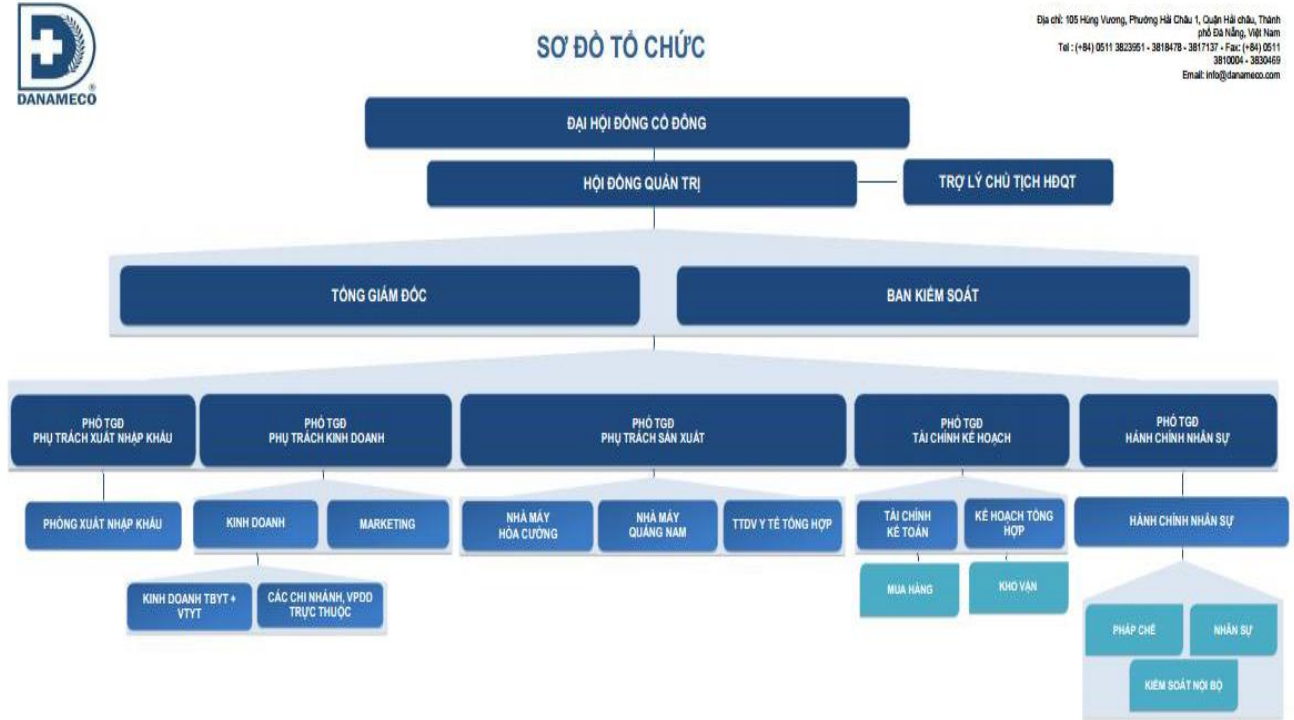 DANAMECO
®
SƠ ĐỒ TỔ CHỨC
Địa chỉ: 105 Hùng Vương, Phường Hải Châu 1, Quận Hải châu, Thành
phố Đà Nẵng, Việt Nam
Tel : (+84) 0511 3823951 - 3818478 - 3817137 - Fax: (+84) 0511
3810004 - 3830469
Email: info@danameco.com
ĐẠI HỘI ĐỒNG CỔ ĐÔNG
HỘI ĐỒNG QUẢN TRỊ
TRỢ LÝ CHỦ TỊCH HĐQT
TỔNG GIÁM ĐỐC
BAN KIỂM SOÁT
PHÓ TGĐ
PHỤ TRÁCH XUẤT NHẬP KHẨU
PHÓ TGĐ
PHỤ TRÁCH KINH DOANH
PHÓ TGĐ
PHỤ TRÁCH SẢN XUẤT
PHÓ TGĐ
TÀI CHÍNH KẾ HOẠCH
PHÓ TGĐ
HÀNH CHÍNH NHÂN SỰ
PHÒNG XUẤT NHẬP KHẨU
KINH DOANH
MARKETING
NHÀ MÁY
HÒA CƯỜNG
NHÀ MÁY
QUẢNG NAM
TTDV Y TẾ TỔNG HỢP
TÀI CHÍNH
KẾ TOÁN
KẾ HOẠCH TỔNG
HỢP
HÀNH CHÍNH NHÂN SỰ
KINH DOANH TBYT +
VTYT
CÁC CHI NHÁNH, VPDD
TRỰC THUỘC
MUA HÀNG
KHO VẬN
PHÁP CHẾ
NHÂN SỰ
KIỂM SOÁT NỘI BỘ